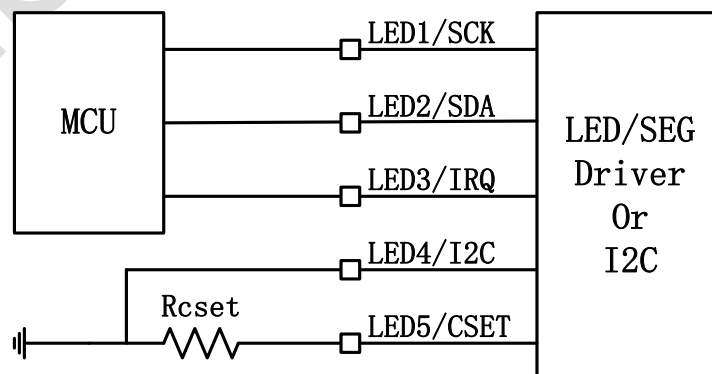 LED1/SCK
MCU
LED2/SDA
LED/SEG
Driver
Or
I2C
LED3/IRQ
LED4/I2C
Rcset
LED5/CSET